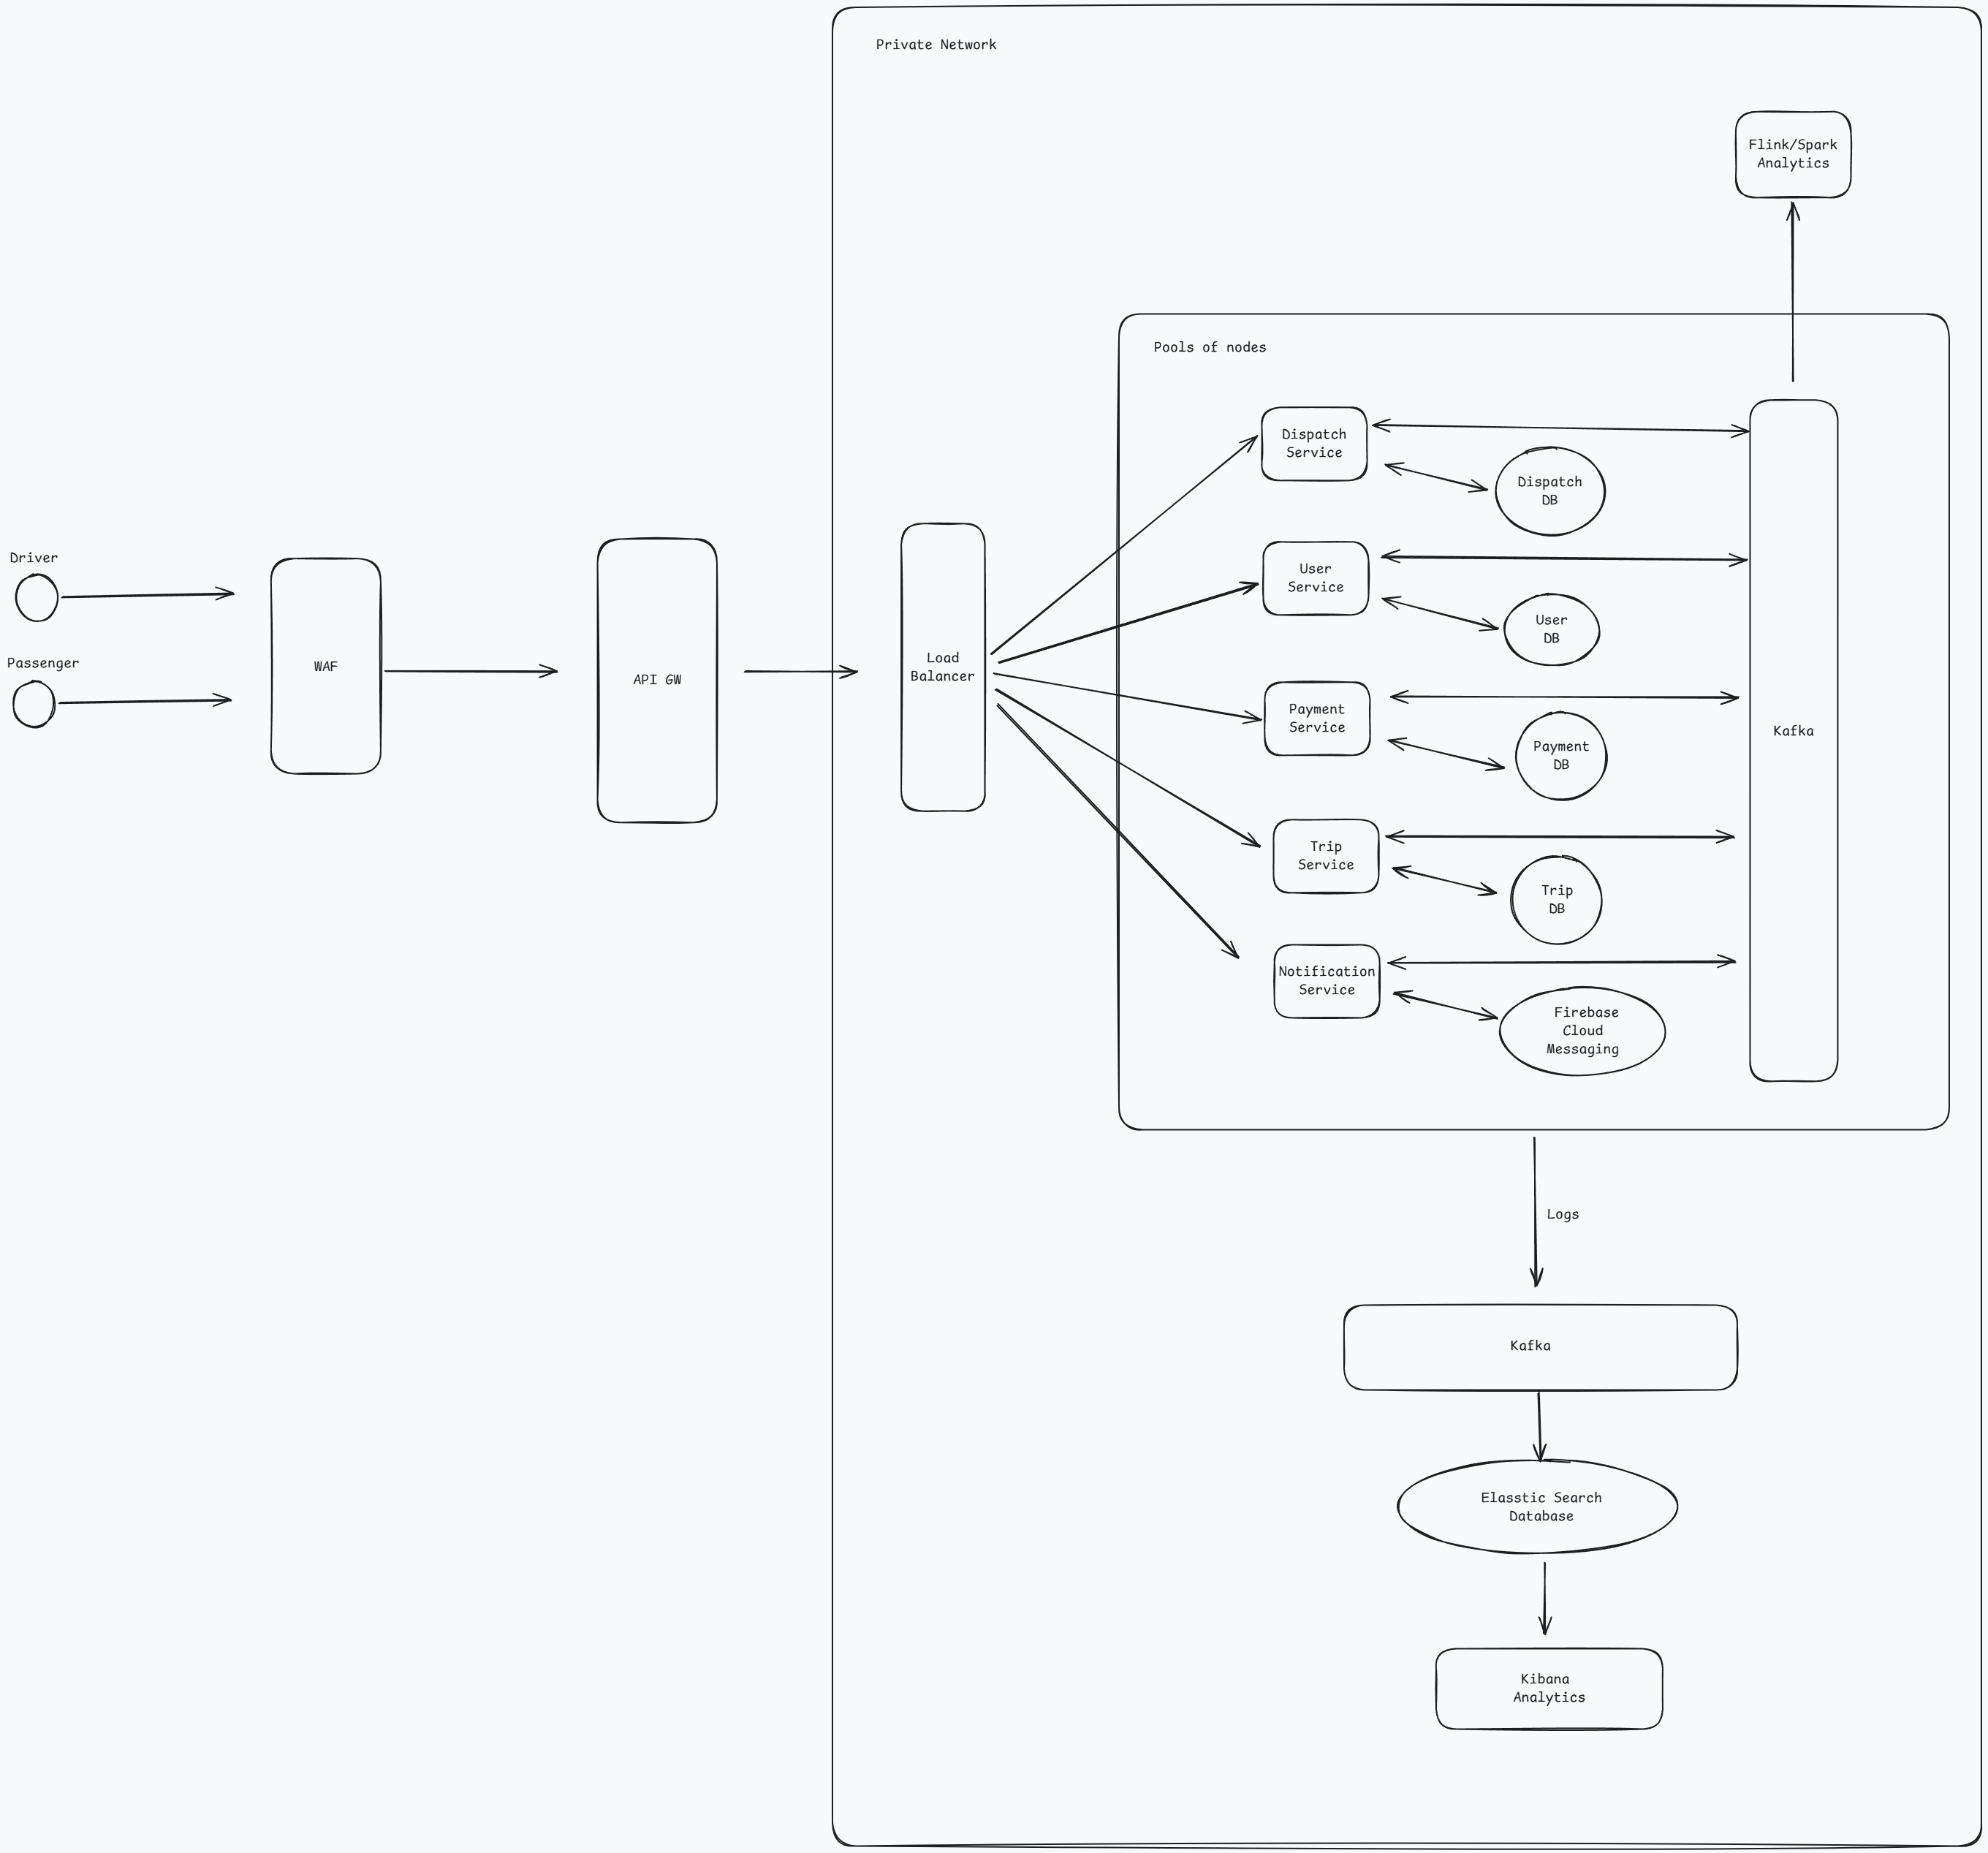 Private Network
Flink/Spark
Analytics
Pools of nodes
Dispatch
Service
Dispatch
DB
Driver
User
Service
User
DB
Passenger
WAF
API GW
Load
Balancer
Payment
Service
Payment
DB
Kafka
Trip
Service
Trip
DB
Notification
Service
Firebase
Cloud
Messaging
Logs
Kafka
Elasstic Search
Database
Kibana
Analytics